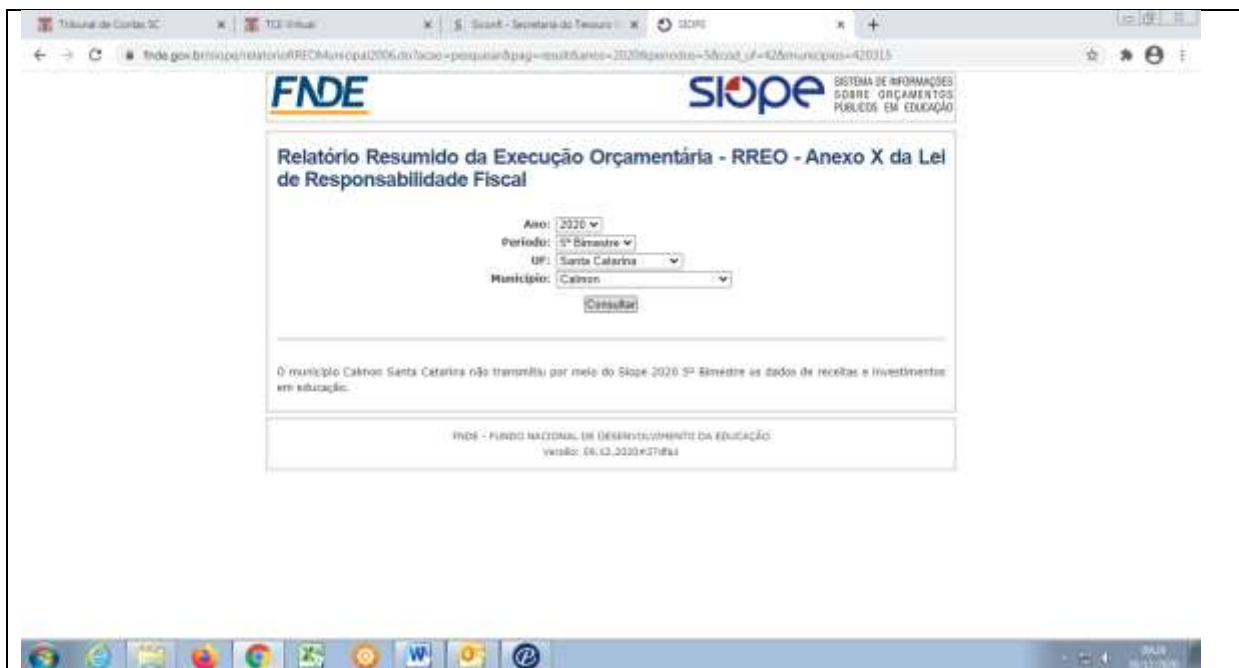 Tribunal de Contas SC
TCE Virtual
Siconfi - Secretaria do Tesouro
SIOPE
FNDE
SIOPE
SISTEMA DE INFORMAÇÕES
SOBRE ORÇAMENTOS
PÚBLICOS EM EDUCAÇÃO
Relatório Resumido da Execução Orçamentária - RREO - Anexo X da Lei
de Responsabilidade Fiscal
Ano: 2020
Período: 5º Bimestre
UF: Santa Catarina
Município: Calmon
Consultar
O município Calmon Santa Catarina não transmitiu por meio do Siope 2020 5º Bimestre os dados de receitas e investimentos
em educação.
FNDE - FUNDO NACIONAL DE DESENVOLVIMENTO DA EDUCAÇÃO
Versão: